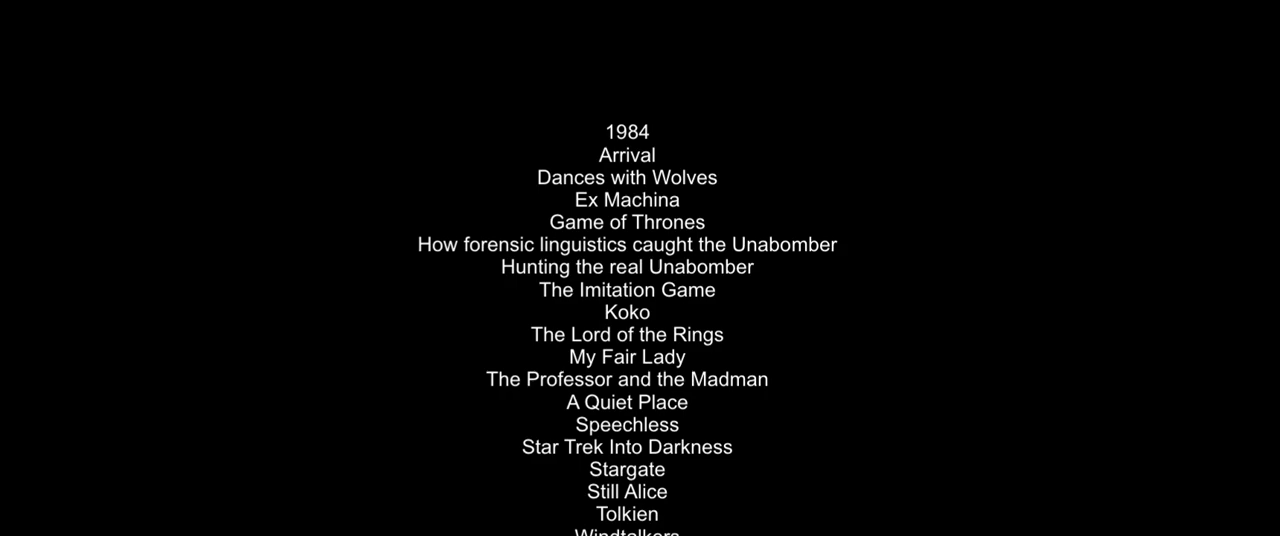 1984
Arrival
Dances with Wolves
Ex Machina
Game of Thrones
How forensic linguistics caught the Unabomber
Hunting the real Unabomber
The Imitation Game
Koko
The Lord of the Rings
My Fair Lady
The Professor and the Madman
A Quiet Place
Speechless
Star Trek Into Darkness
Stargate
Still Alice
Tolkien
Windtalkers